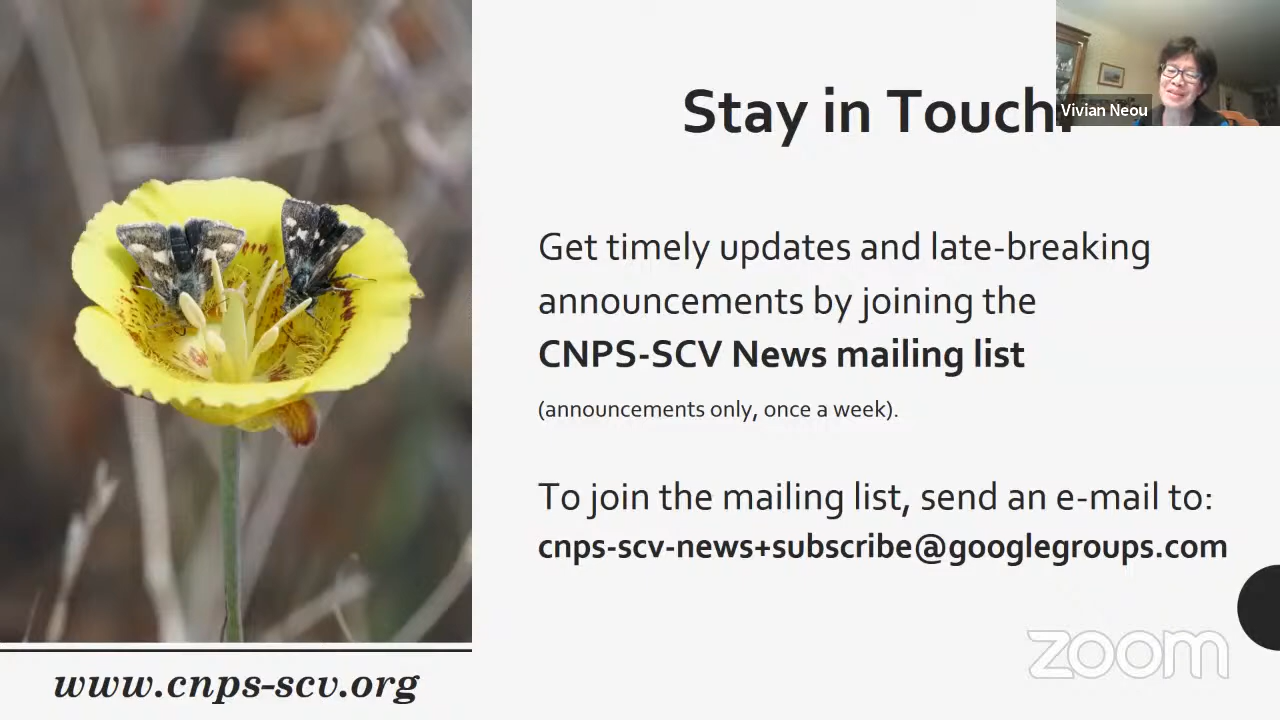 Stay in Touch!
Vivian Neou
Get timely updates and late-breaking
announcements by joining the
CNPS-SCV News mailing list
(announcements only, once a week).
To join the mailing list, send an e-mail to:
cnps-scv-news+subscribe@googlegroups.com
zoom
www.cnps-scv.org